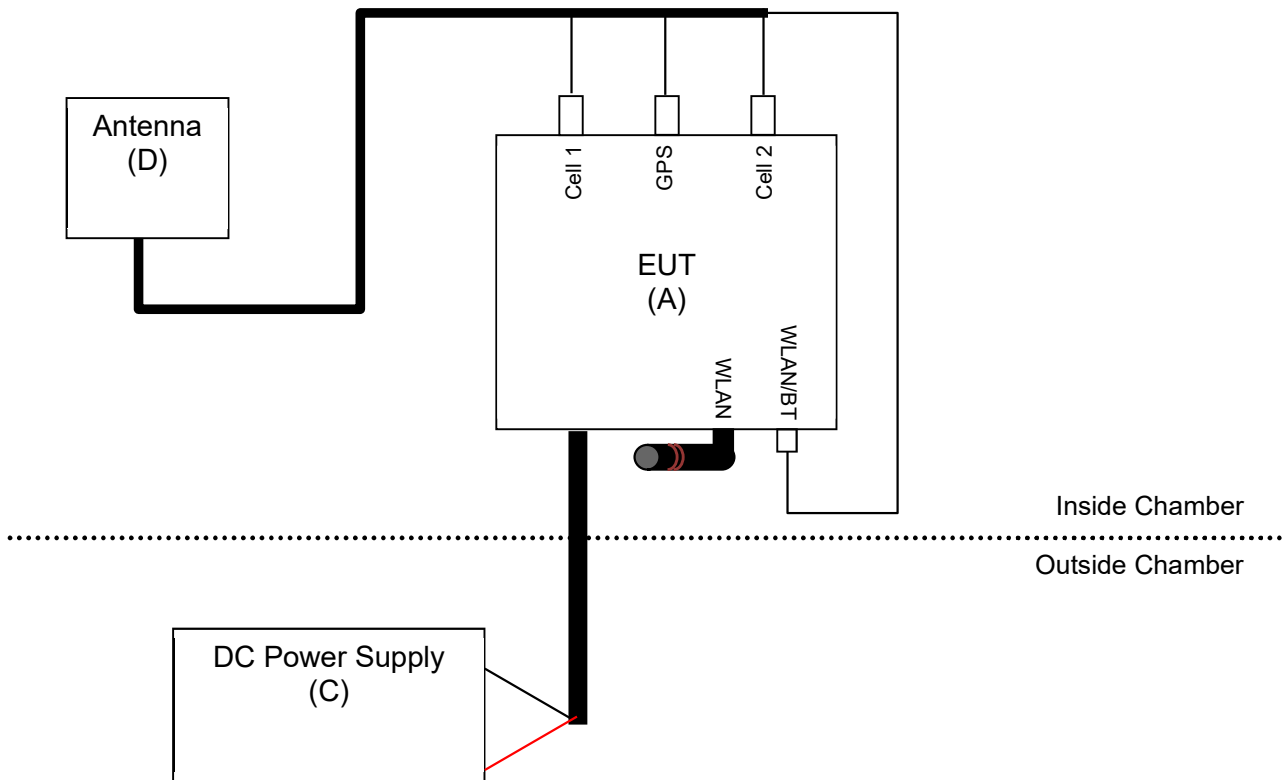 Antenna
(D)
Cell 1
GPS
Cell 2
EUT
(A)
WLAN
WLAN/BT
Inside Chamber
Outside Chamber
DC Power Supply
(C)